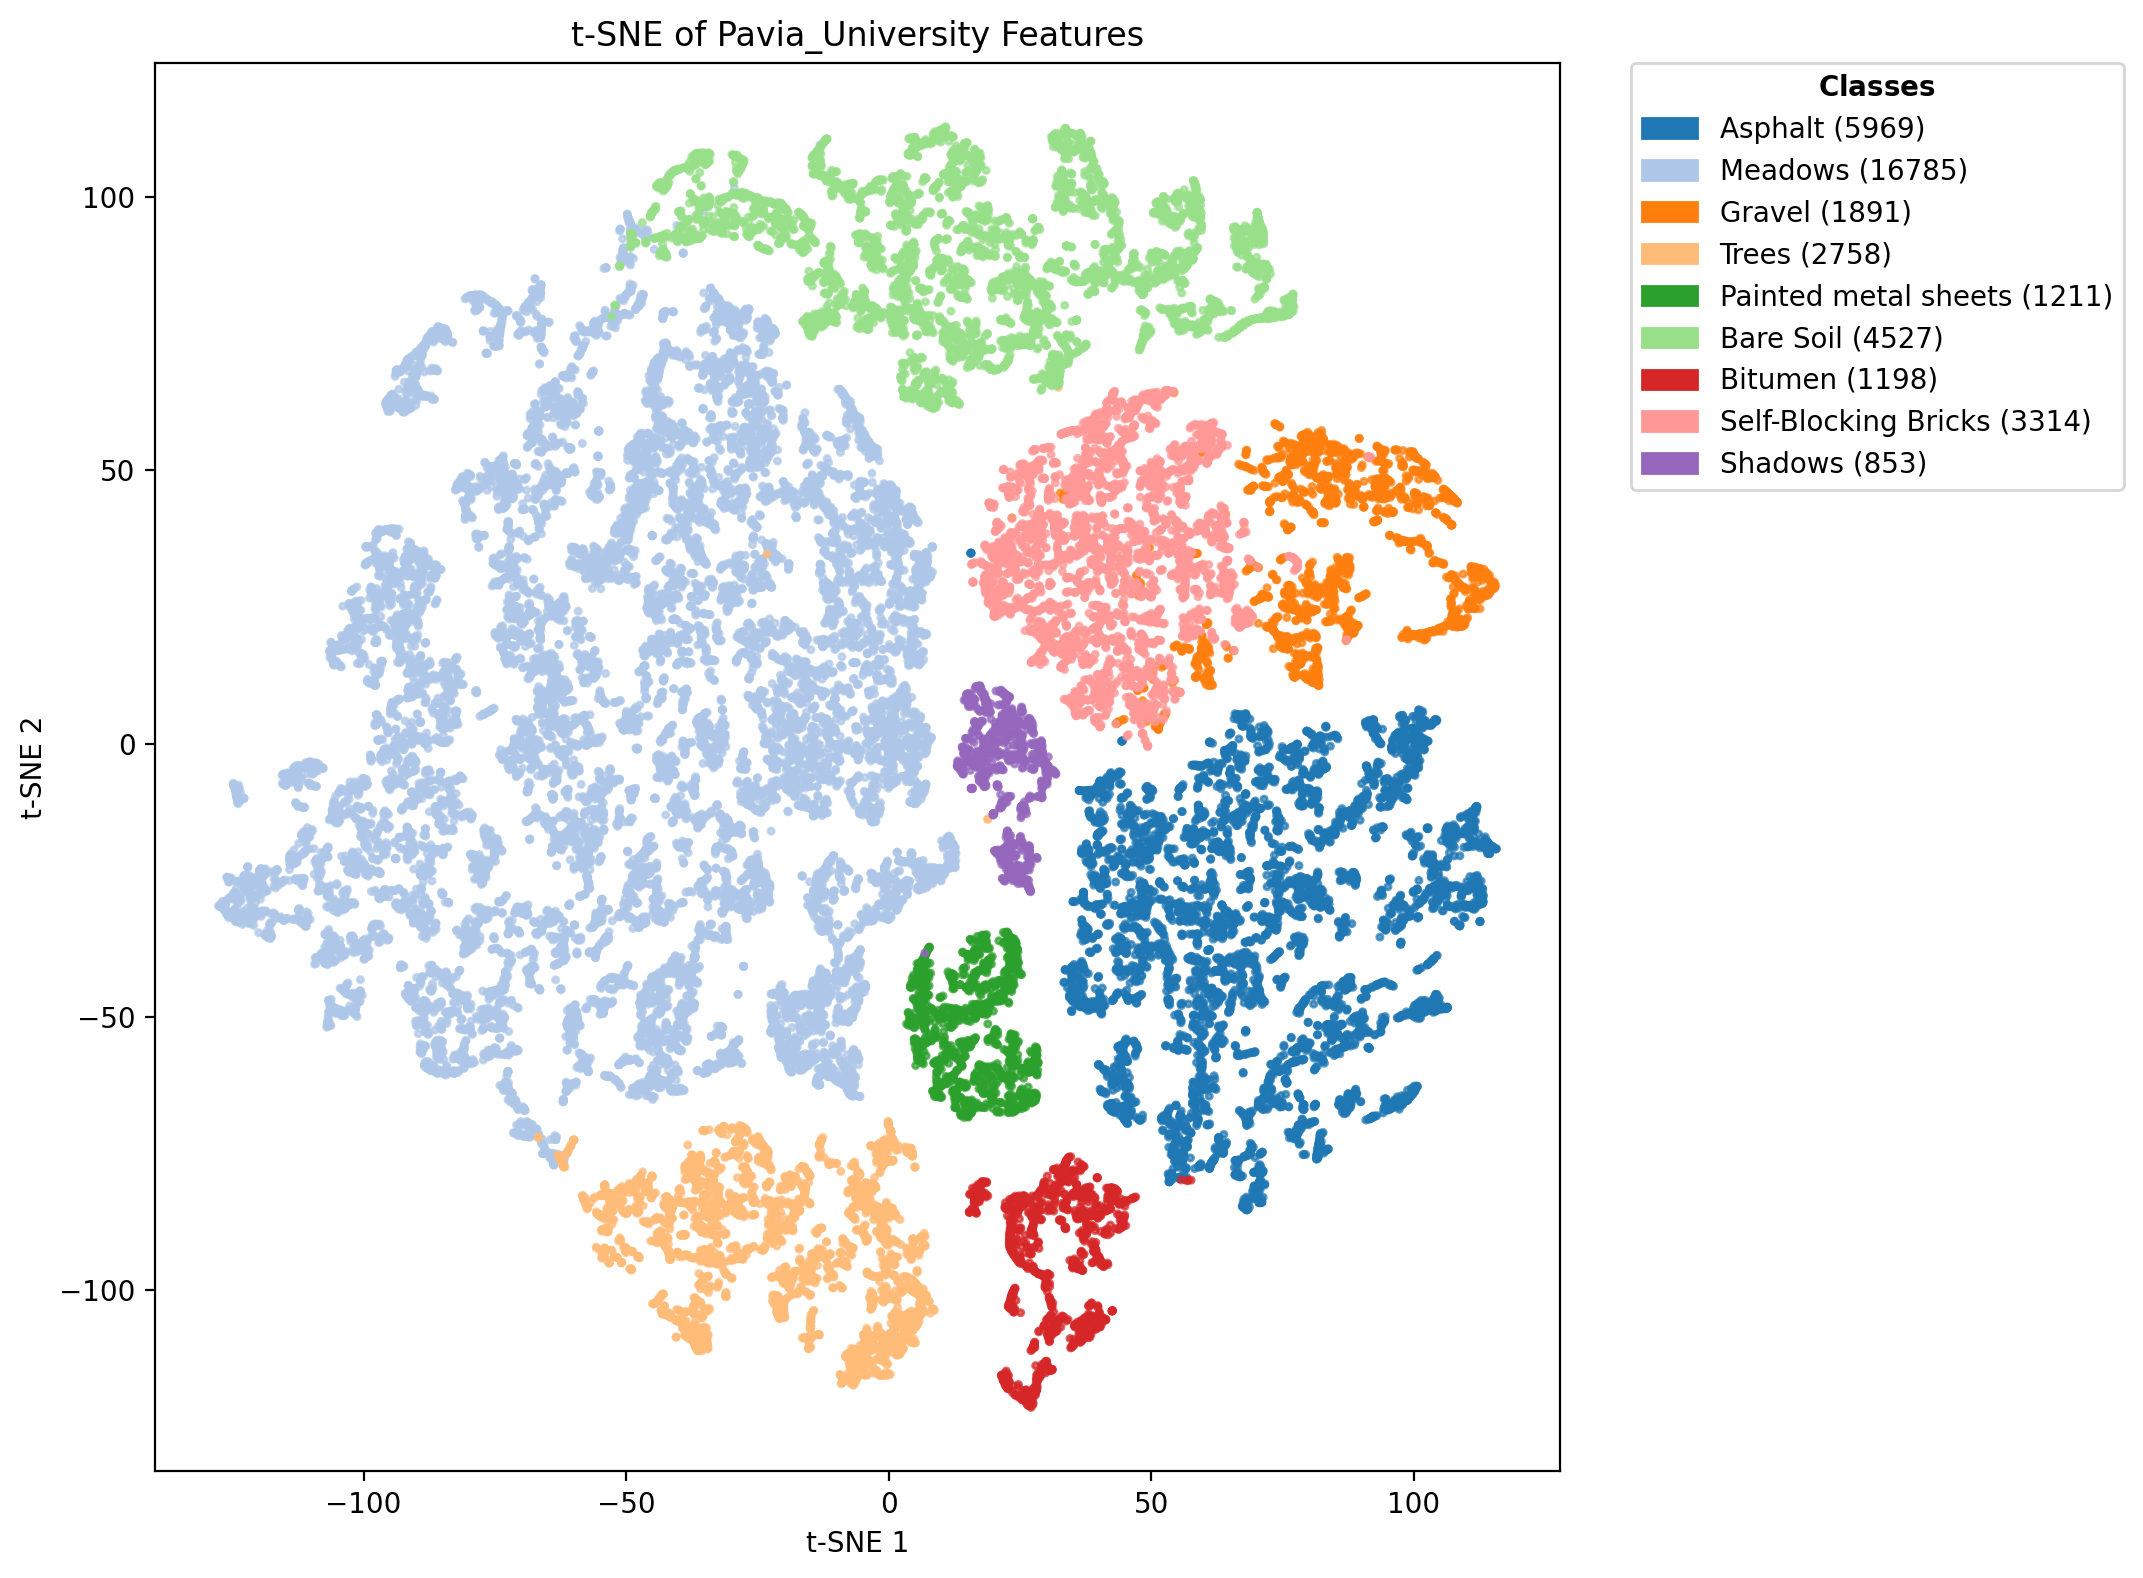 t-SNE of Pavia_University Features
Classes
Asphalt (5969)
Meadows (16785)
Gravel (1891)
Trees (2758)
Painted metal sheets (1211)
Bare Soil (4527)
Bitumen (1198)
Self-Blocking Bricks (3314)
Shadows (853)
t-SNE 2
100
50
0
−50
−100
−100
−50
0
50
100
t-SNE 1